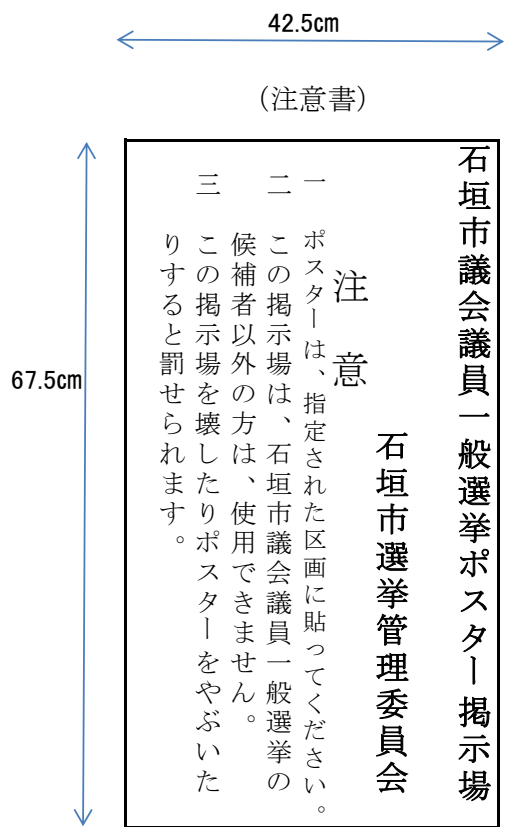 42.5cm
(注意書)
67.5cm
石垣市議会議員一般選挙ポスター掲示場
石垣市選挙管理委員会
注意
一 ポスターは、指定された区画に貼ってください。
二 この掲示場は、石垣市議会議員一般選挙の
候補者以外の方は、使用できません。
三 この掲示場を壊したりポスターをやぶいた
りすると罰せられます。